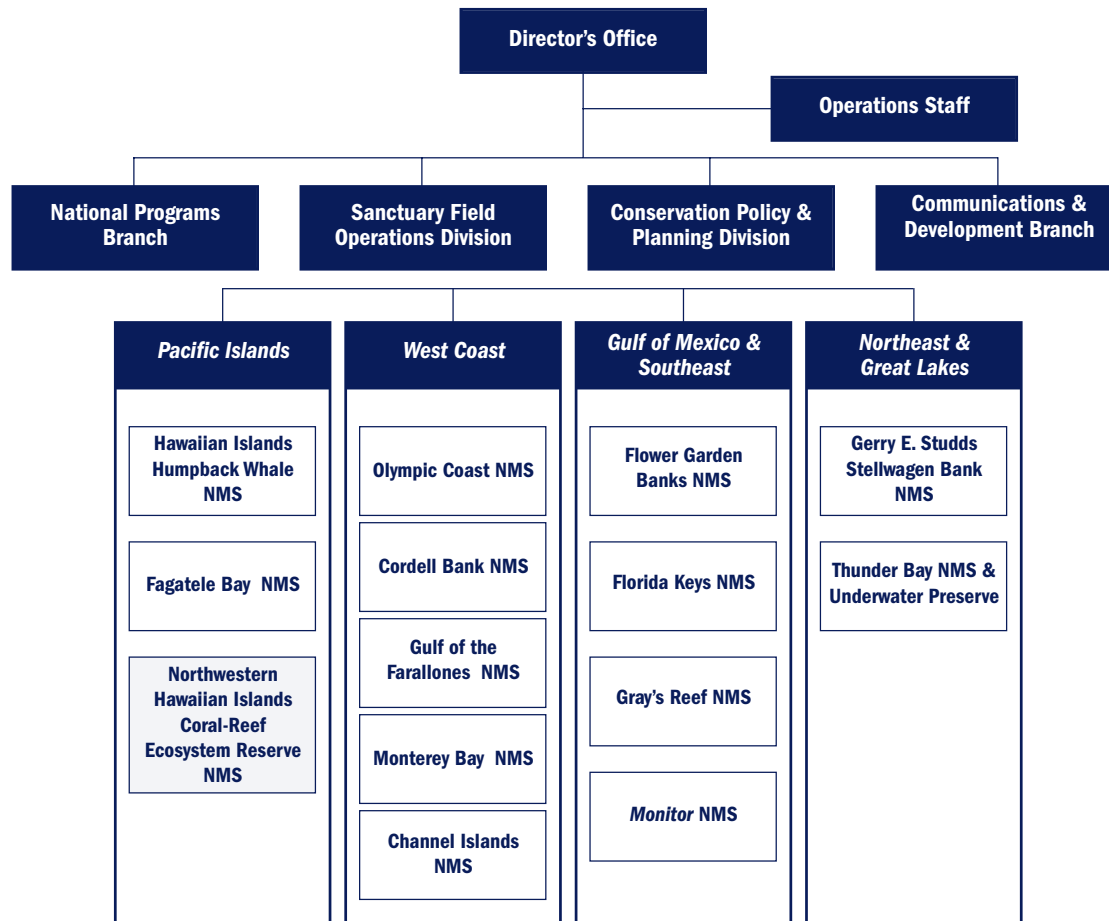 Director’s Office
Operations Staff
National Programs
Branch
Sanctuary Field
Operations Division
Conservation Policy &
Planning Division
Communications &
Development Branch
Pacific Islands
Hawaiian Islands
Humpback Whale
NMS
Fagatele Bay NMS
Northwestern
Hawaiian Islands
Coral-Reef
Ecosystem Reserve
NMS
West Coast
Olympic Coast NMS
Cordell Bank NMS
Gulf of the
Farallones NMS
Monterey Bay NMS
Channel Islands
NMS
Gulf of Mexico &
Southeast
Flower Garden
Banks NMS
Florida Keys NMS
Gray’s Reef NMS
Monitor NMS
Northeast &
Great Lakes
Gerry E. Studds
Stellwagen Bank
NMS
Thunder Bay NMS &
Underwater Preserve